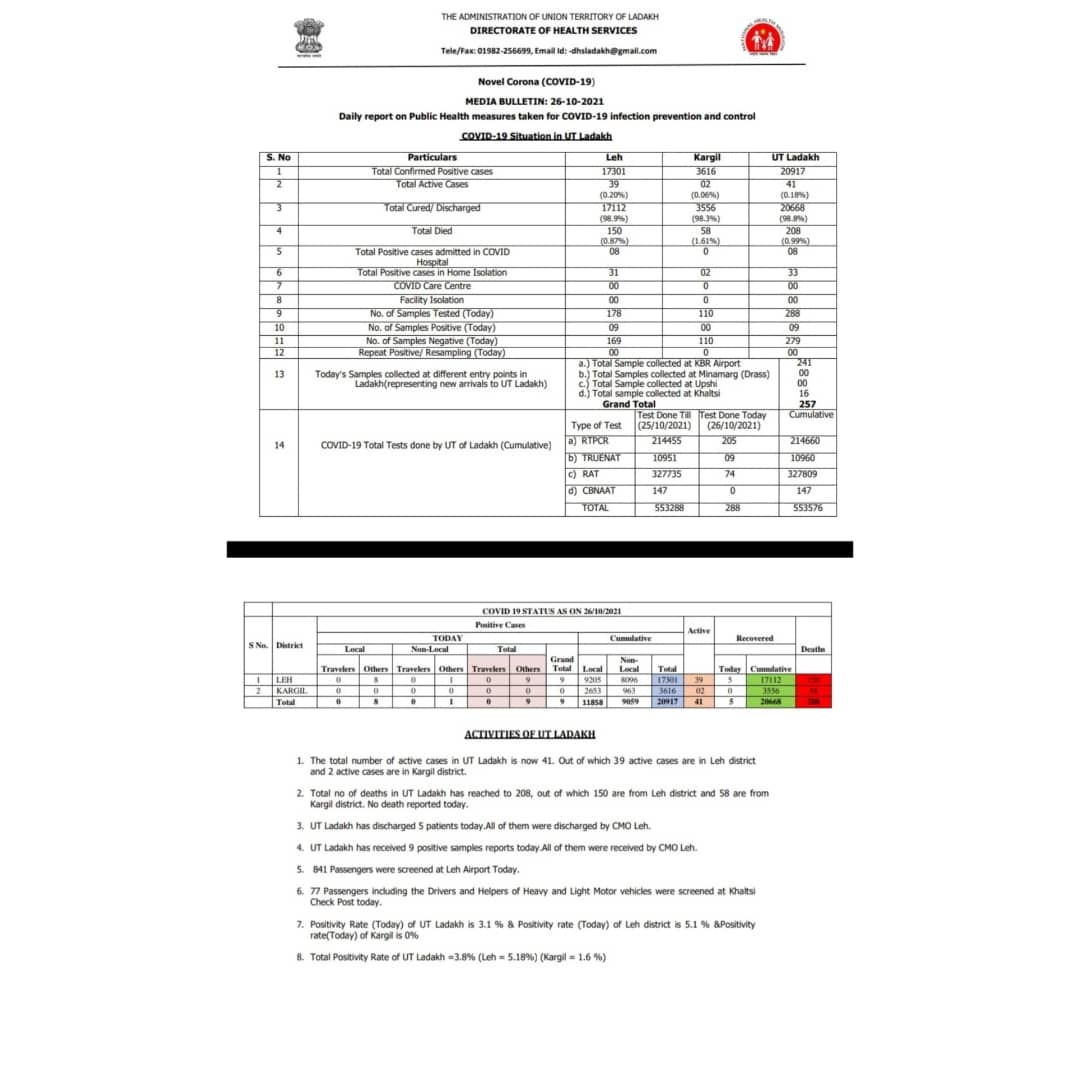 THE ADMINISTRATION OF UNION TERRITORY OF LADAKH
DIRECTORATE OF HEALTH SERVICES
Tele/Fax: 01982-256699, Email Id: -dhsladakh@gmail.com
Novel Corona (COVID-19)
MEDIA BULLETIN: 26-10-2021
Daily report on Public Health measures taken for COVID-19 infection prevention and control
COVID-19 Situation in UT Ladakh
S. No Particulars Leh Kargil UT Ladakh
1 Total Confirmed Positive cases 17301 3616 20917
2 Total Active Cases 39 02 41
(0.20%) (0.06%) (0.18%)
3 Total Cured/ Discharged 17112 3556 20668
(98.9%) (98.3%) (98.8%)
4 Total Died 150 58 208
(0.87%) (1.61%) (0.99%)
5 Total Positive cases admitted in COVID 08 0 08
Hospital
6 Total Positive cases in Home Isolation 31 02 33
7 COVID Care Centre 00 0 00
8 Facility Isolation 00 0 00
9 No. of Samples Tested (Today) 178 110 288
10 No. of Samples Positive (Today) 09 00 09
11 No. of Samples Negative (Today) 169 110 279
12 Repeat Positive/ Resampling (Today) 00 0 00
13 Today's Samples collected at different entry points in
Ladakh(representing new arrivals to UT Ladakh)
a.) Total Sample collected at KBR Airport 241
b.) Total Samples collected at Minamarg (Drass) 00
c.) Total Sample collected at Upshi 00
d.) Total sample collected at Khaltsi 16
Grand Total 257
14 COVID-19 Total Tests done by UT of Ladakh (Cumulative)
Type of Test Test Done Till (25/10/2021) Test Done Today (26/10/2021) Cumulative
a) RTPCR 214455 205 214660
b) TRUENAT 10951 09 10960
c) RAT 327735 74 327809
d) CBNAAT 147 0 147
TOTAL 553288 288 553576
COVID 19 STATUS AS ON 26/10/2021
Positive Cases
S No. District TODAY Cumulative Active Recovered Deaths
Local Non-Local Total
Travelers Others Travelers Others Travelers Others Grand Total Local Non-Local Total Today Cumulative
1 LEH 0 8 0 1 0 9 9 9205 8096 17301 39 5 17112 150
2 KARGIL 0 0 0 0 0 0 0 2653 963 3616 02 0 3556 58
Total 0 8 0 1 0 9 9 11858 9059 20917 41 5 20668 208
ACTIVITIES OF UT LADAKH
1. The total number of active cases in UT Ladakh is now 41. Out of which 39 active cases are in Leh district
and 2 active cases are in Kargil district.
2. Total no of deaths in UT Ladakh has reached to 208, out of which 150 are from Leh district and 58 are from
Kargil district. No death reported today.
3. UT Ladakh has discharged 5 patients today.All of them were discharged by CMO Leh.
4. UT Ladakh has received 9 positive samples reports today.All of them were received by CMO Leh.
5. 841 Passengers were screened at Leh Airport Today.
6. 77 Passengers including the Drivers and Helpers of Heavy and Light Motor vehicles were screened at Khaltsi
Check Post today.
7. Positivity Rate (Today) of UT Ladakh is 3.1 % & Positivity rate (Today) of Leh district is 5.1 % &Positivity
rate(Today) of Kargil is 0%
8. Total Positivity Rate of UT Ladakh =3.8% (Leh = 5.18%) (Kargil = 1.6 %)